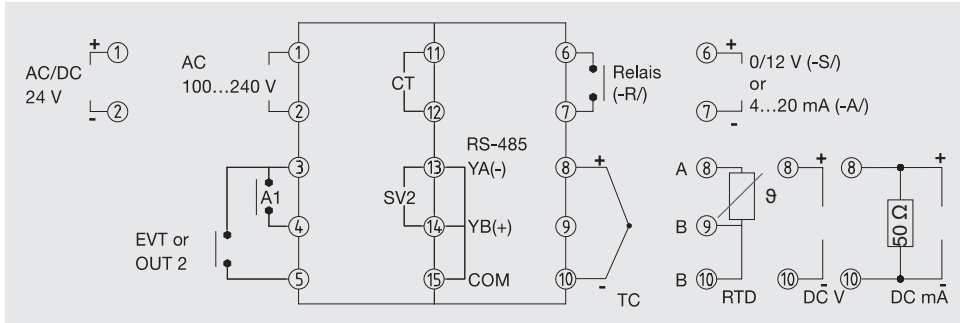 + 1
AC/DC
24 V
- 2
AC
100...240 V
1
2
11
CT
12
6
Relais
(-R/)
7
6 +
0/12 V (-S/)
or
4...20 mA (-A/)
7 -
3
A1
4
EVT or
OUT 2
5
RS-485
13 YA(-)
SV2
14 YB(+)
15 COM
8 +
9
10 -
TC
A 8
ϑ
B 9
B 10
RTD
8 +
10 -
DC V
8 +
50 Ω
10 -
DC mA